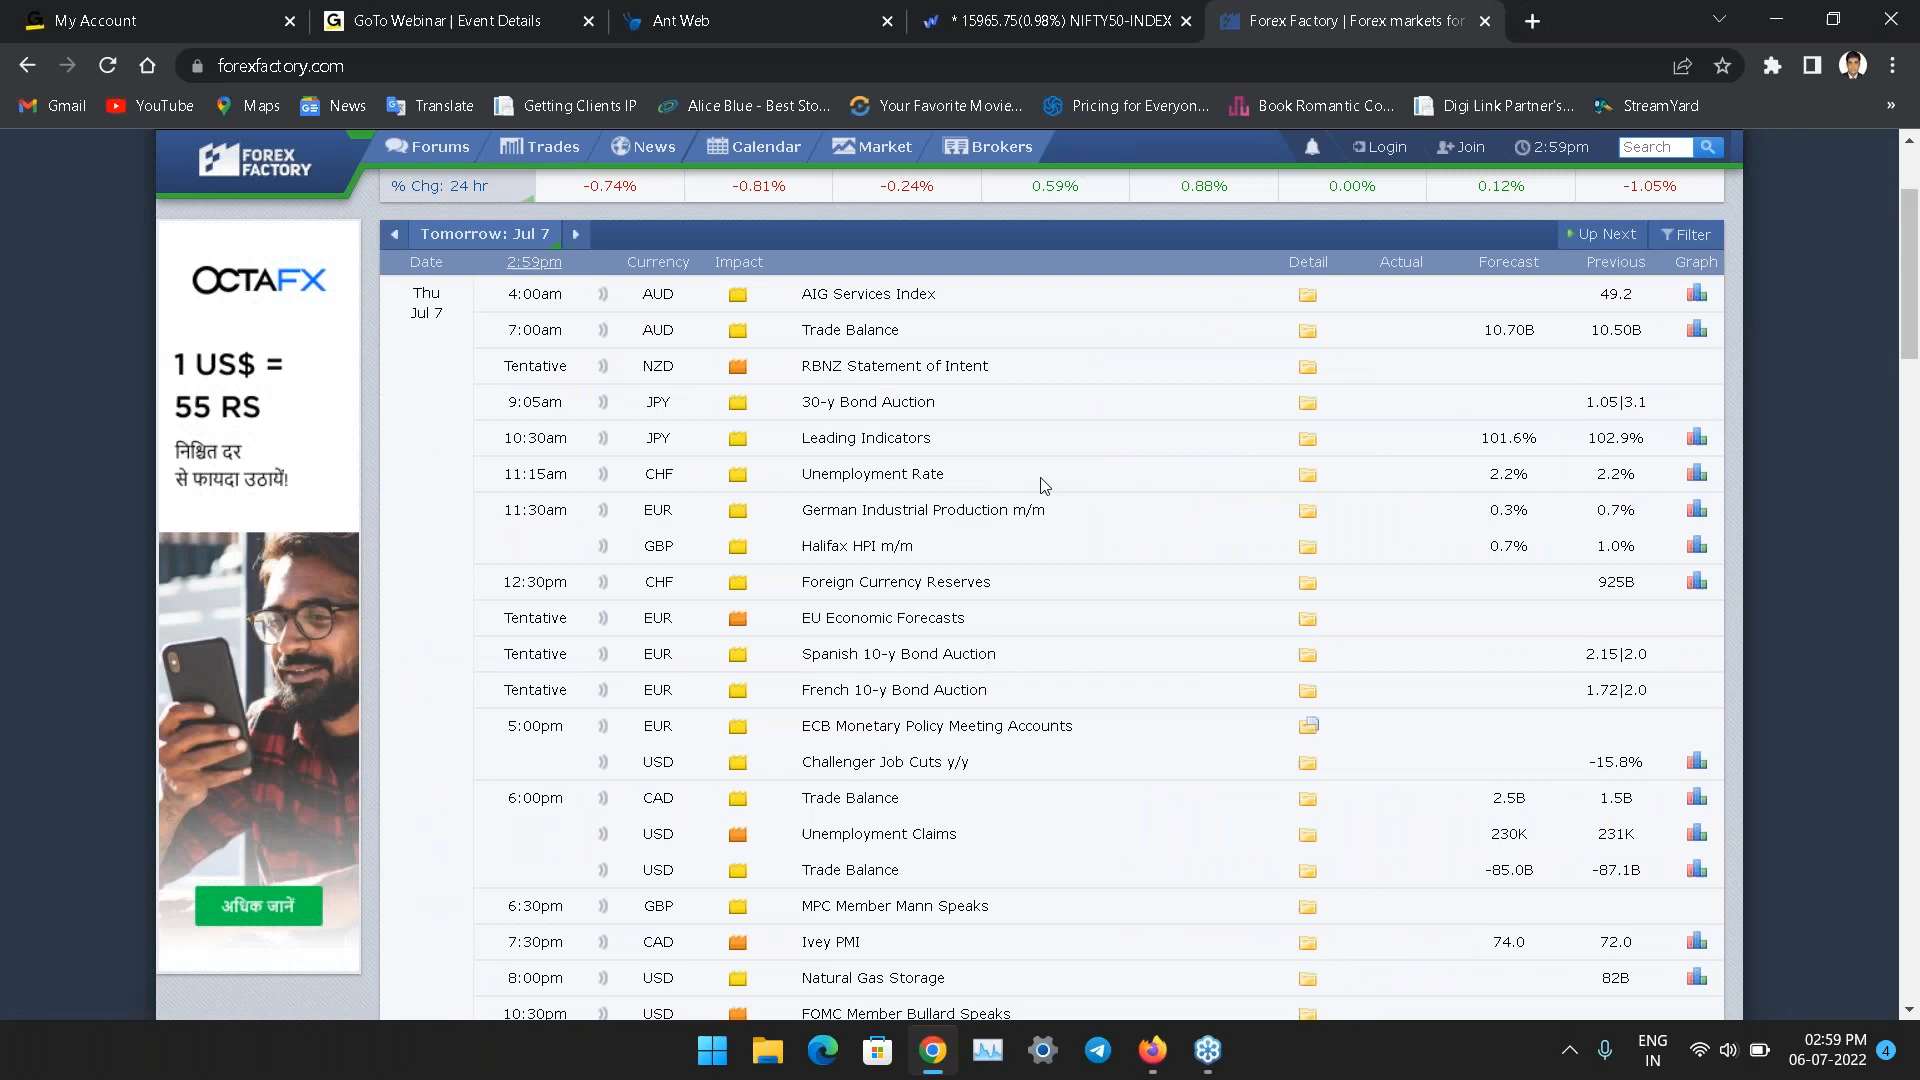 My Account
GoTo Webinar | Event Details
Ant Web
* 15965.75(0.98%) NIFTY50-INDEX
Forex Factory | Forex markets for
forexfactory.com
Gmail YouTube Maps News Translate Getting Clients IP Alice Blue - Best Sto... Your Favorite Movie... Pricing for Everyon... Book Romantic Co... Digi Link Partner's... StreamYard »
FOREX FACTORY
Forums Trades News Calendar Market Brokers Login Join 2:59pm Search
% Chg: 24 hr -0.74% -0.81% -0.24% 0.59% 0.88% 0.00% 0.12% -1.05%
OCTAFX
1 US$ =
55 RS
निश्चित दर
से फायदा उठायें!
अधिक जानें
Tomorrow: Jul 7 Up Next Filter
Date 2:59pm Currency Impact Detail Actual Forecast Previous Graph
Thu
Jul 7
4:00am AUD AIG Services Index 49.2
7:00am AUD Trade Balance 10.70B 10.50B
Tentative NZD RBNZ Statement of Intent
9:05am JPY 30-y Bond Auction 1.05|3.1
10:30am JPY Leading Indicators 101.6% 102.9%
11:15am CHF Unemployment Rate 2.2% 2.2%
11:30am EUR German Industrial Production m/m 0.3% 0.7%
GBP Halifax HPI m/m 0.7% 1.0%
12:30pm CHF Foreign Currency Reserves 925B
Tentative EUR EU Economic Forecasts
Tentative EUR Spanish 10-y Bond Auction 2.15|2.0
Tentative EUR French 10-y Bond Auction 1.72|2.0
5:00pm EUR ECB Monetary Policy Meeting Accounts
USD Challenger Job Cuts y/y -15.8%
6:00pm CAD Trade Balance 2.5B 1.5B
USD Unemployment Claims 230K 231K
USD Trade Balance -85.0B -87.1B
6:30pm GBP MPC Member Mann Speaks
7:30pm CAD Ivey PMI 74.0 72.0
8:00pm USD Natural Gas Storage 82B
10:30pm USD FOMC Member Bullard Speaks
ENG
IN
02:59 PM
06-07-2022
4